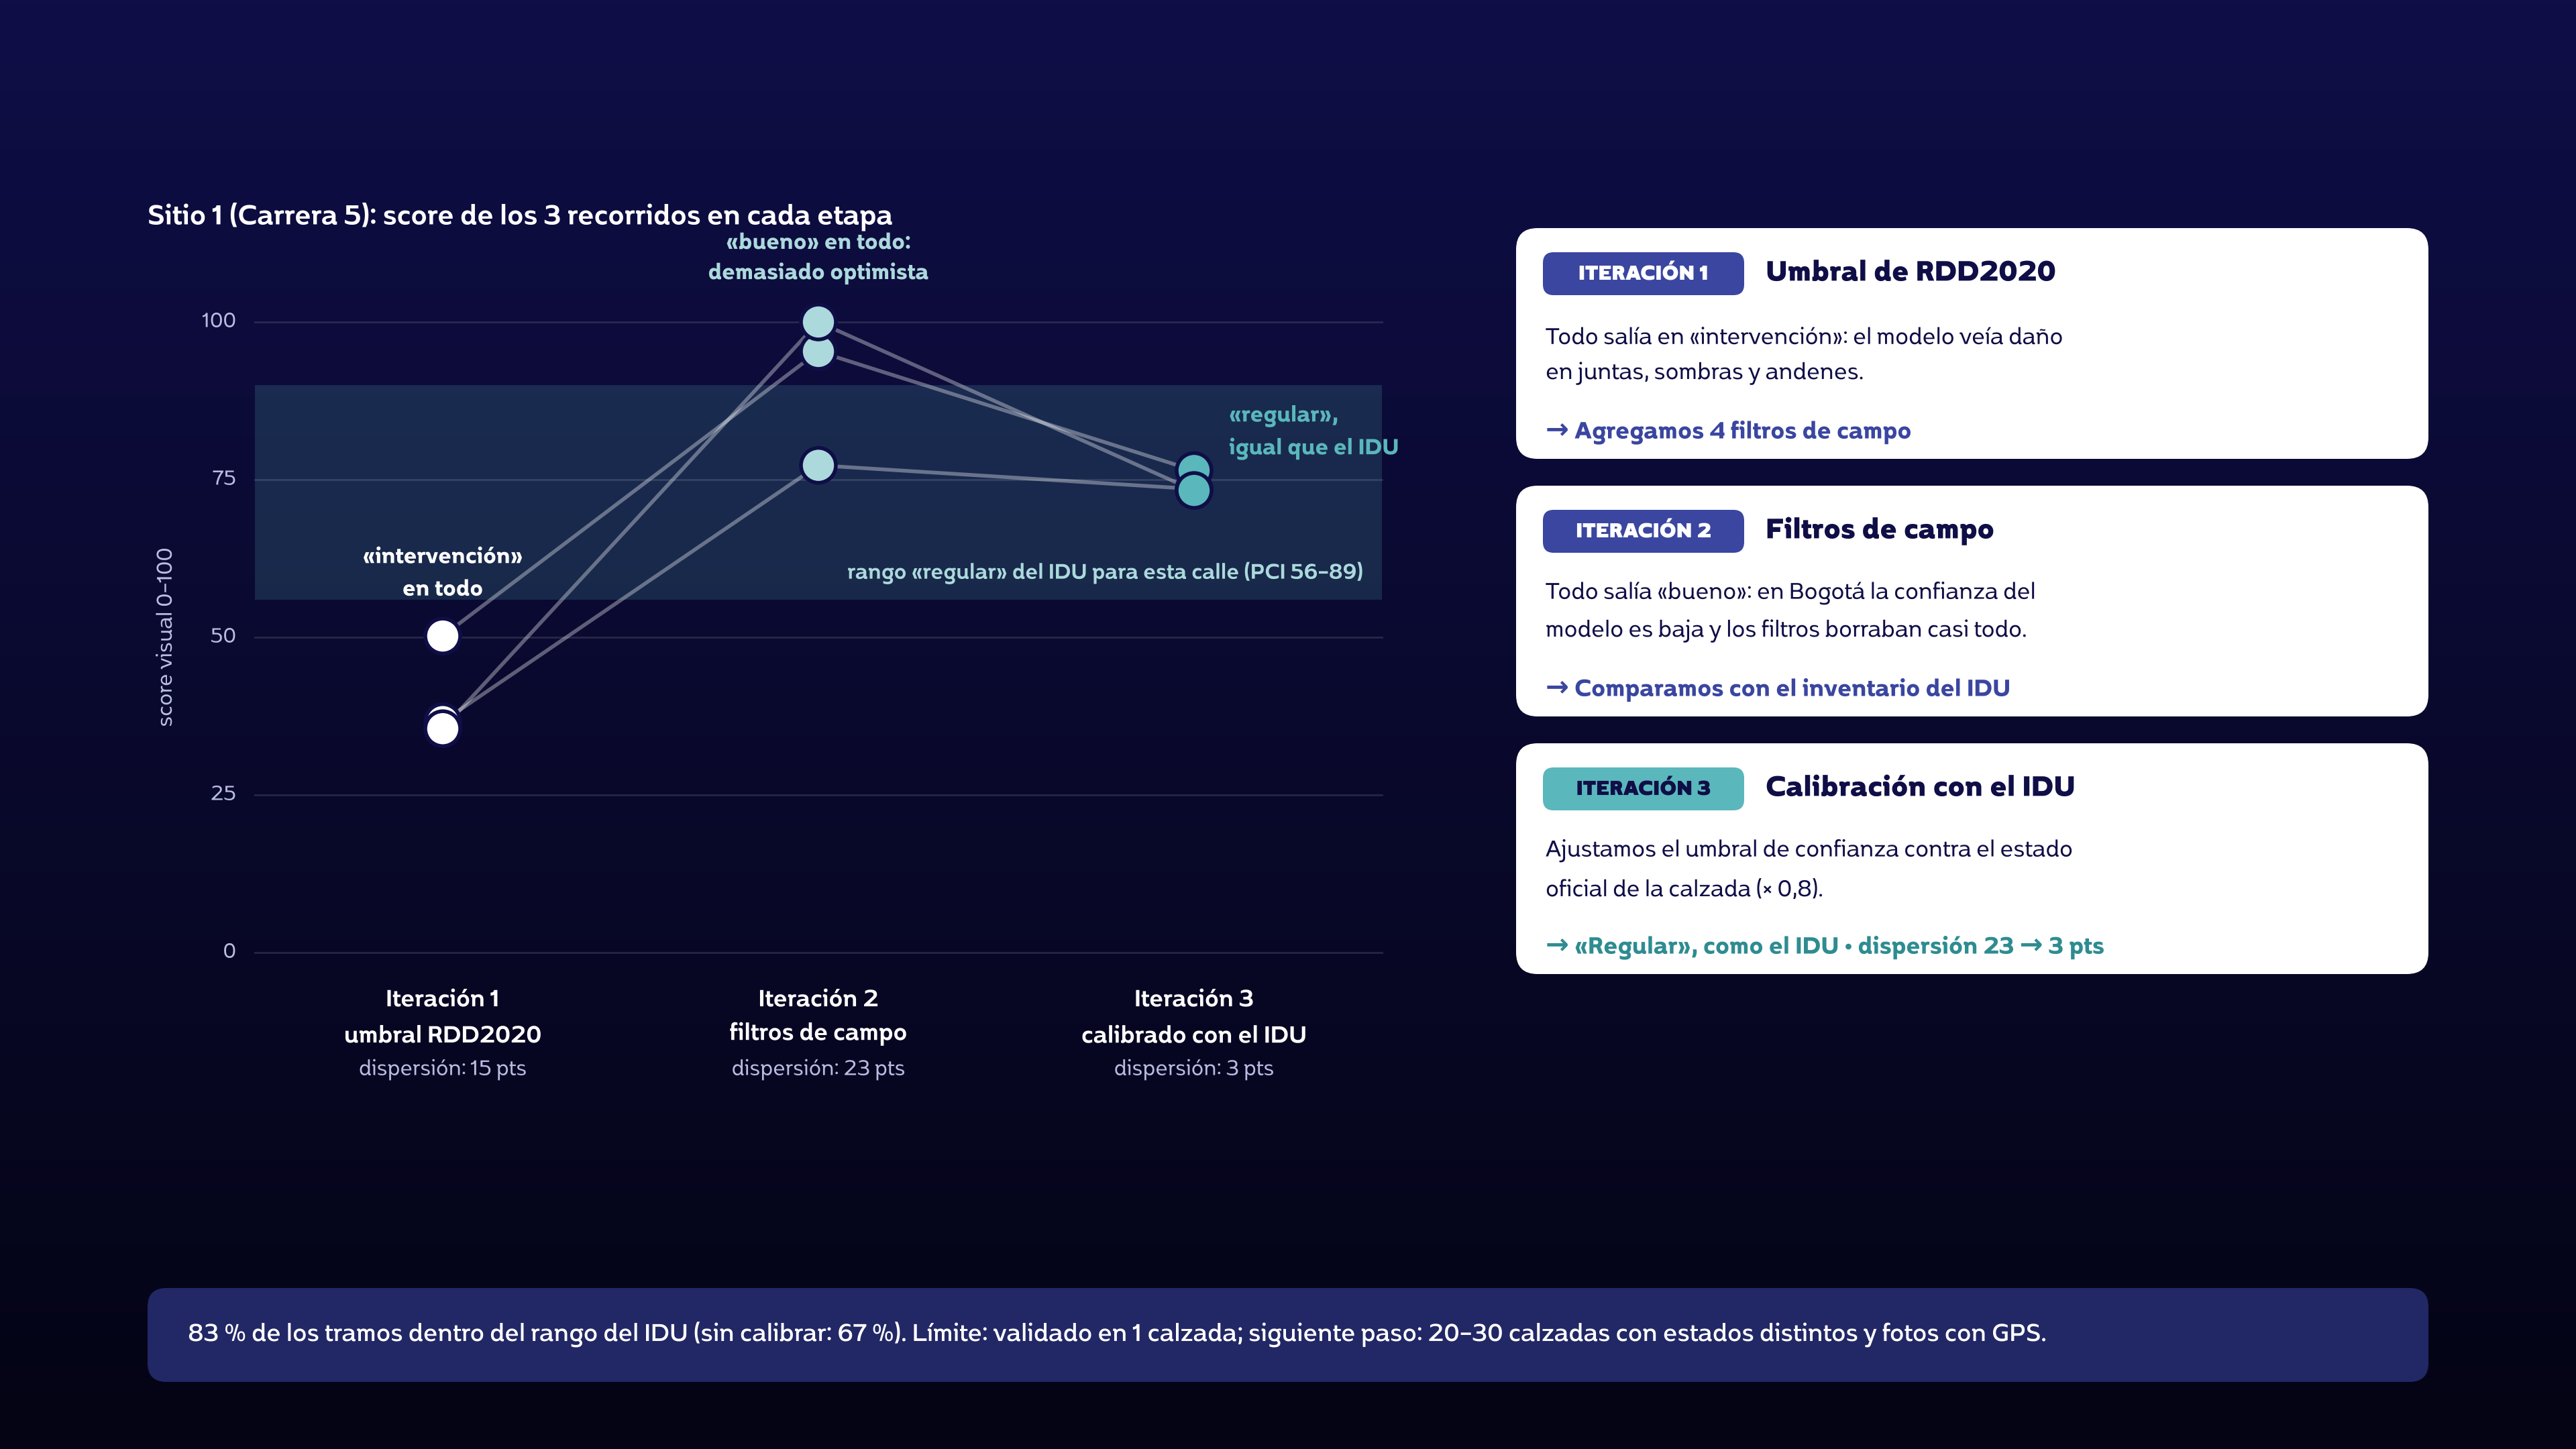 Sitio 1 (Carrera 5): score de los 3 recorridos en cada etapa
«bueno» en todo:
demasiado optimista
100
75
50
25
0
score visual 0–100
«intervención»
en todo
«regular»,
igual que el IDU
rango «regular» del IDU para esta calle (PCI 56–89)
Iteración 1
umbral RDD2020
dispersión: 15 pts
Iteración 2
filtros de campo
dispersión: 23 pts
Iteración 3
calibrado con el IDU
dispersión: 3 pts
ITERACIÓN 1 Umbral de RDD2020
Todo salía en «intervención»: el modelo veía daño
en juntas, sombras y andenes.
→ Agregamos 4 filtros de campo
ITERACIÓN 2 Filtros de campo
Todo salía «bueno»: en Bogotá la confianza del
modelo es baja y los filtros borraban casi todo.
→ Comparamos con el inventario del IDU
ITERACIÓN 3 Calibración con el IDU
Ajustamos el umbral de confianza contra el estado
oficial de la calzada (× 0,8).
→ «Regular», como el IDU • dispersión 23 → 3 pts
83 % de los tramos dentro del rango del IDU (sin calibrar: 67 %). Límite: validado en 1 calzada; siguiente paso: 20–30 calzadas con estados distintos y fotos con GPS.